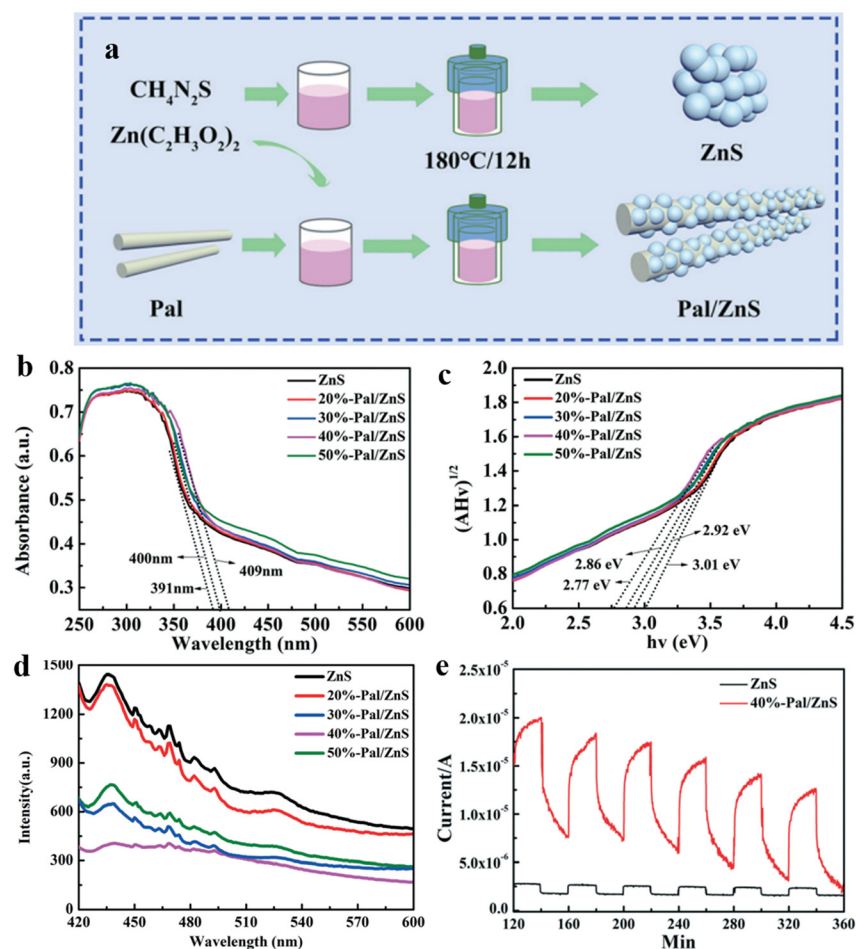 a
CH₄N₂S
Zn(C₂H₃O₂)₂
180°C/12h
ZnS
Pal
Pal/ZnS
b
0.8
0.7
0.6
0.5
0.4
0.3
Absorbance (a.u.)
ZnS
20%-Pal/ZnS
30%-Pal/ZnS
40%-Pal/ZnS
50%-Pal/ZnS
400nm
409nm
391nm
250 300 350 400 450 500 550 600
Wavelength (nm)
c
2.0
1.8
1.6
1.4
1.2
1.0
0.8
0.6
(AHv)¹/²
ZnS
20%-Pal/ZnS
30%-Pal/ZnS
40%-Pal/ZnS
50%-Pal/ZnS
2.92 eV
2.86 eV
3.01 eV
2.77 eV
2.0 2.5 3.0 3.5 4.0 4.5
hv (eV)
d
1500
1200
900
600
300
0
Intensity(a.u.)
ZnS
20%-Pal/ZnS
30%-Pal/ZnS
40%-Pal/ZnS
50%-Pal/ZnS
420 450 480 510 540 570 600
Wavelength (nm)
e
2.5x10⁻⁵
2.0x10⁻⁵
1.5x10⁻⁵
1.0x10⁻⁵
5.0x10⁻⁶
0.0
Current/A
ZnS
40%-Pal/ZnS
120 160 200 240 280 320 360
Min